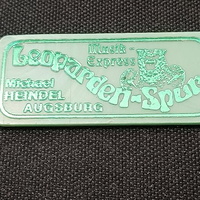 Musik-
Express
Leoparden-Spur
Michael
HEINDEL
AUGSBURG